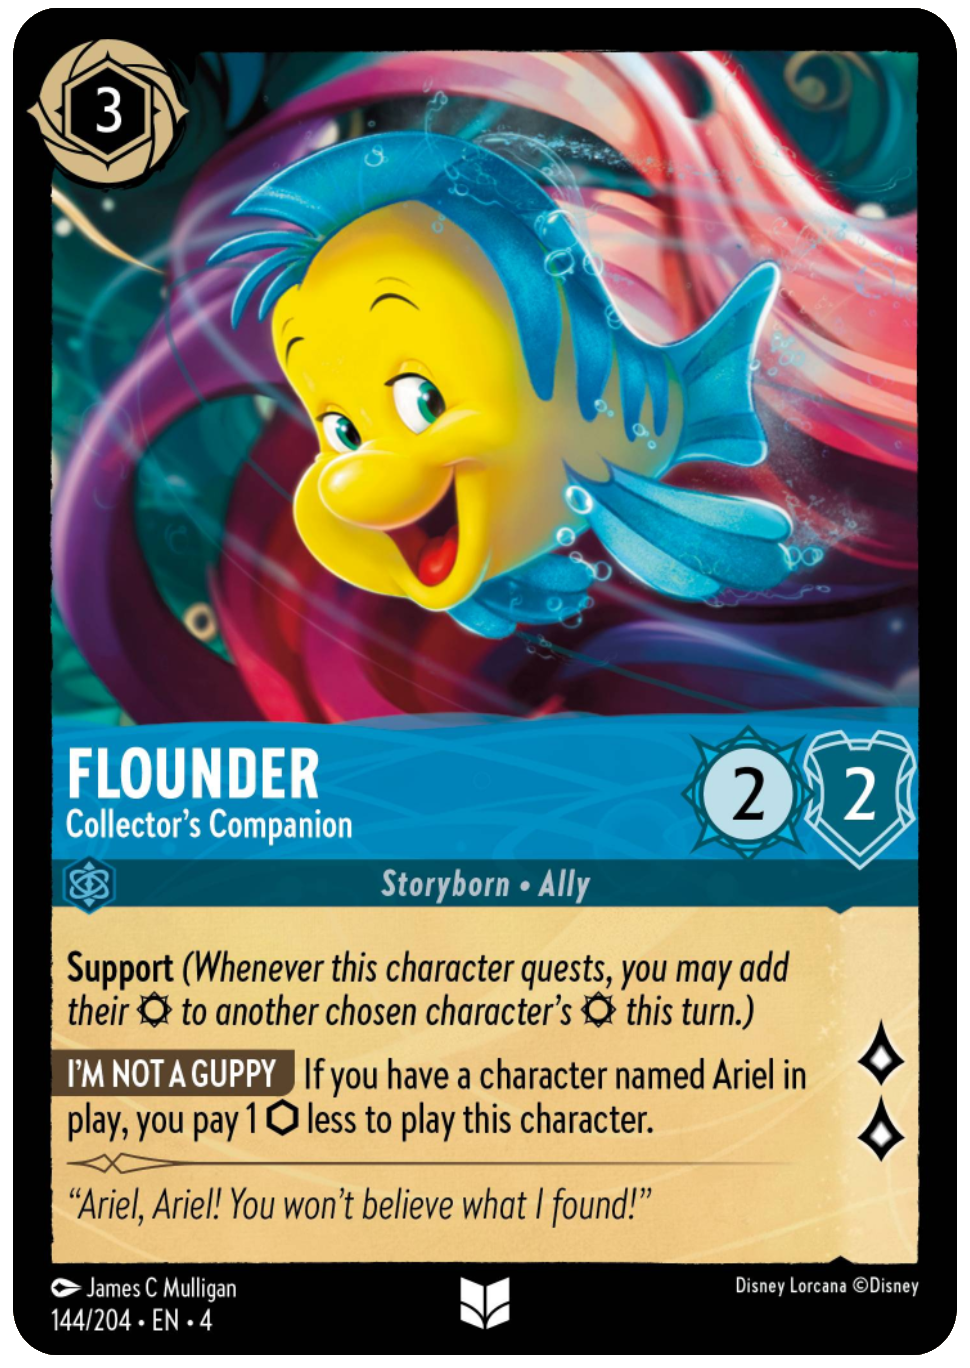 3
FLOUNDER
Collector's Companion
2
2
Storyborn • Ally
Support (Whenever this character quests, you may add
their to another chosen character's this turn.)
I'M NOT A GUPPY If you have a character named Ariel in
play, you pay 1 less to play this character.
“Ariel, Ariel! You won't believe what I found!”
James C Mulligan
Disney Lorcana ©Disney
144/204 • EN • 4